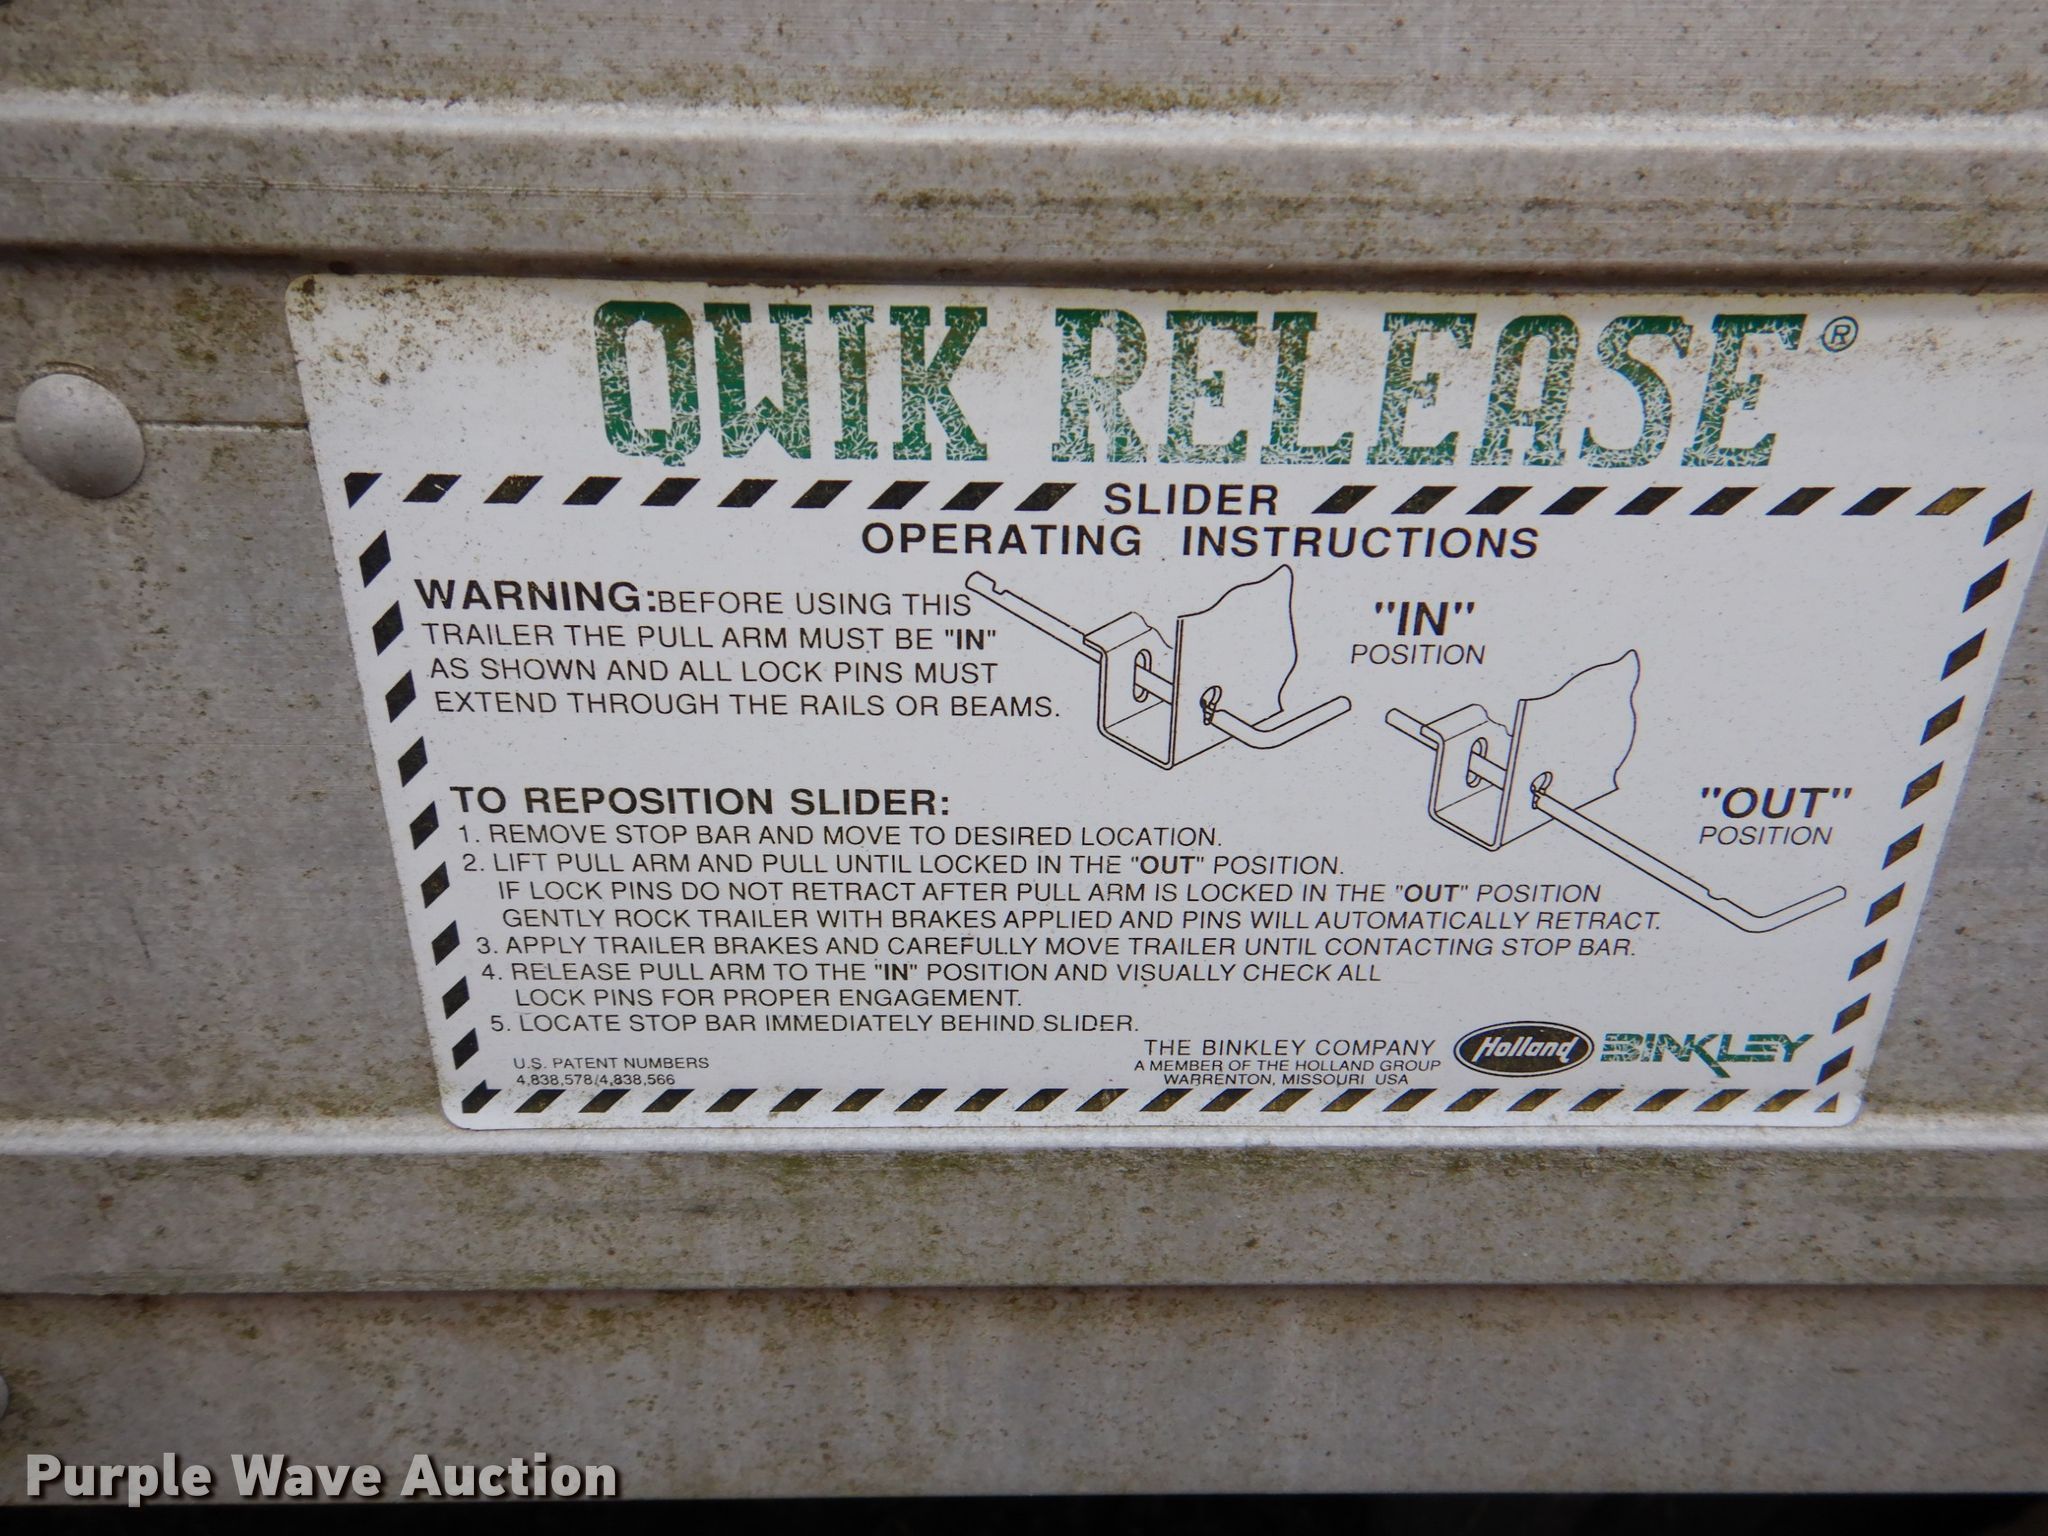 QWIK RELEASE®
SLIDER
OPERATING INSTRUCTIONS
WARNING:BEFORE USING THIS
TRAILER THE PULL ARM MUST BE "IN"
AS SHOWN AND ALL LOCK PINS MUST
EXTEND THROUGH THE RAILS OR BEAMS.
"IN"
POSITION
"OUT"
POSITION
TO REPOSITION SLIDER:
1. REMOVE STOP BAR AND MOVE TO DESIRED LOCATION.
2. LIFT PULL ARM AND PULL UNTIL LOCKED IN THE "OUT" POSITION.
IF LOCK PINS DO NOT RETRACT AFTER PULL ARM IS LOCKED IN THE "OUT" POSITION
GENTLY ROCK TRAILER WITH BRAKES APPLIED AND PINS WILL AUTOMATICALLY RETRACT.
3. APPLY TRAILER BRAKES AND CAREFULLY MOVE TRAILER UNTIL CONTACTING STOP BAR.
4. RELEASE PULL ARM TO THE "IN" POSITION AND VISUALLY CHECK ALL
LOCK PINS FOR PROPER ENGAGEMENT.
5. LOCATE STOP BAR IMMEDIATELY BEHIND SLIDER.
U.S. PATENT NUMBERS
4,838,578/4,838,566
THE BINKLEY COMPANY
A MEMBER OF THE HOLLAND GROUP
WARRENTON, MISSOURI USA
Holland
BINKLEY
Purple Wave Auction